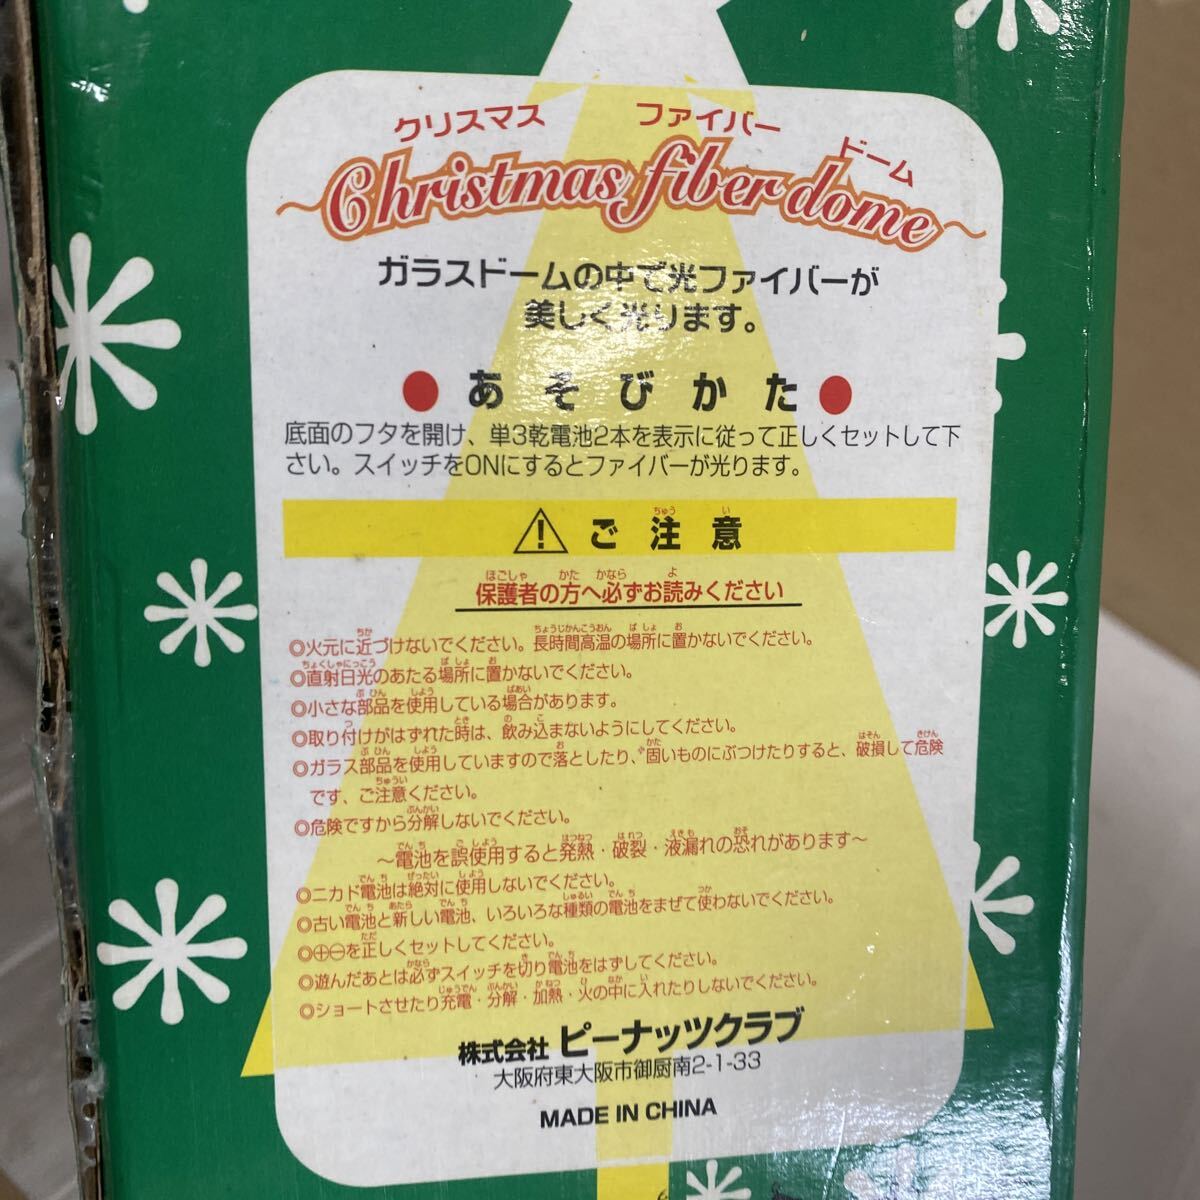 クリスマス ファイバー ドーム
~Christmas fiber dome~
ガラスドームの中で光ファイバーが
美しく光ります。
●あそびかた●
底面のフタを開け、単3乾電池2本を表示に従って正しくセットして下
さい。スイッチをONにするとファイバーが光ります。
⚠ご注意
保護者の方へ必ずお読みください
◎火元に近づけないでください。長時間高温の場所に置かないでください。
◎直射日光のあたる場所に置かないでください。
◎小さな部品を使用している場合があります。
◎取り付けがはずれた時は、飲み込まないようにしてください。
◎ガラス部品を使用していますので落としたり、固いものにぶつけたりすると、破損して危険
です、ご注意ください。
◎危険ですから分解しないでください。
~電池を誤使用すると発熱・破裂・液漏れの恐れがあります~
◎ニカド電池は絶対に使用しないでください。
◎古い電池と新しい電池、いろいろな種類の電池をまぜて使わないでください。
◎⊕⊖を正しくセットしてください。
◎遊んだあとは必ずスイッチを切り電池をはずしてください。
◎ショートさせたり充電・分解・加熱・火の中に入れたりしないでください。
株式会社 ピーナッツクラブ
大阪府東大阪市御厨南2-1-33
MADE IN CHINA